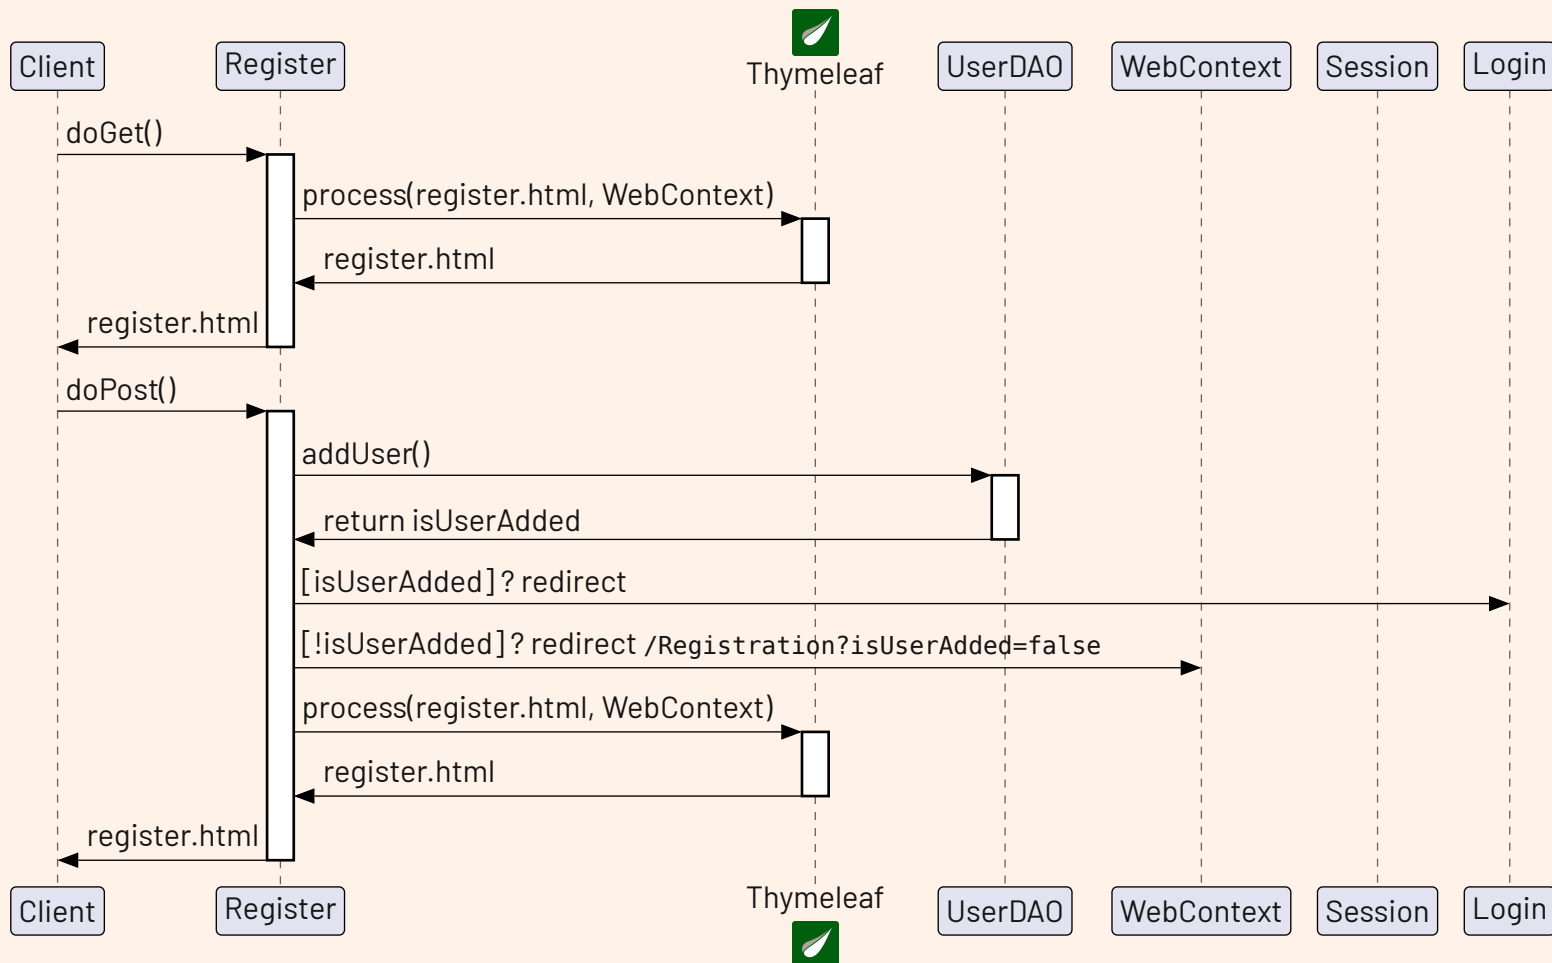 Client
Register
Thymeleaf
UserDAO
WebContext
Session
Login
doGet()
process(register.html, WebContext)
register.html
register.html
doPost()
addUser()
return isUserAdded
[isUserAdded]? redirect
[!isUserAdded]? redirect /Registration?isUserAdded=false
process(register.html, WebContext)
register.html
register.html
Client
Register
Thymeleaf
UserDAO
WebContext
Session
Login